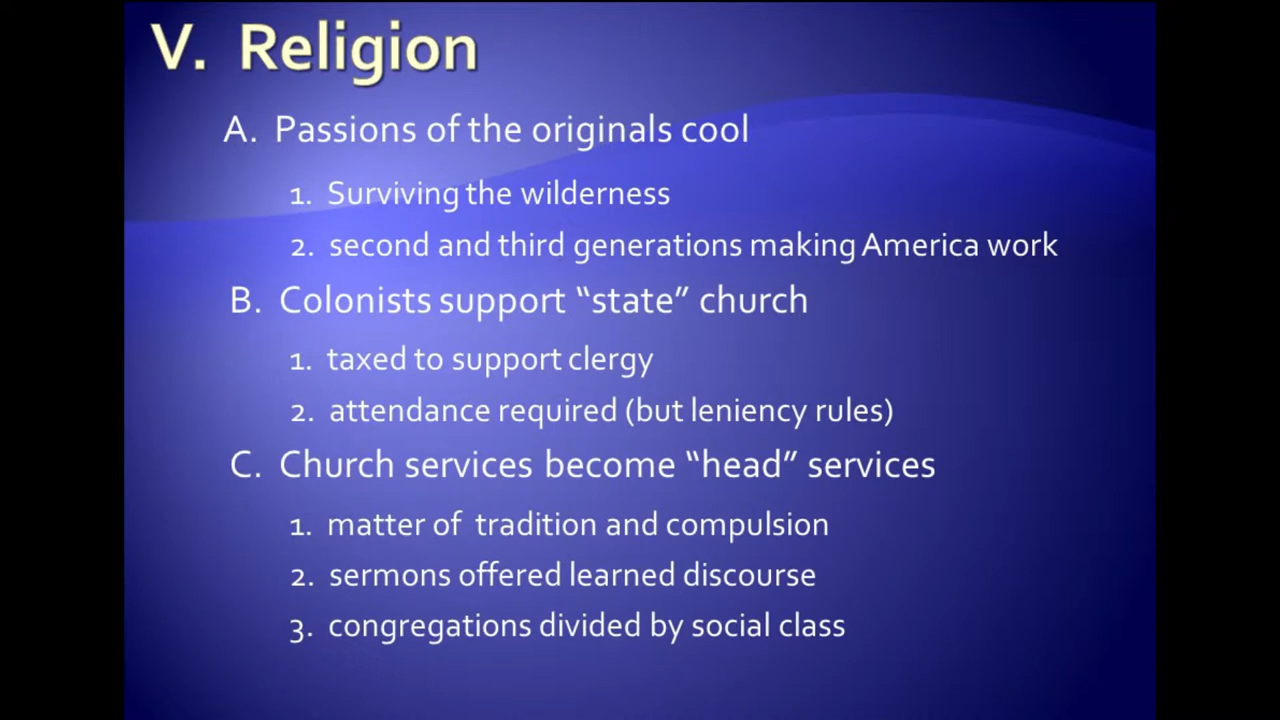 V. Religion
A. Passions of the originals cool
1. Surviving the wilderness
2. second and third generations making America work
B. Colonists support “state” church
1. taxed to support clergy
2. attendance required (but leniency rules)
C. Church services become “head” services
1. matter of tradition and compulsion
2. sermons offered learned discourse
3. congregations divided by social class